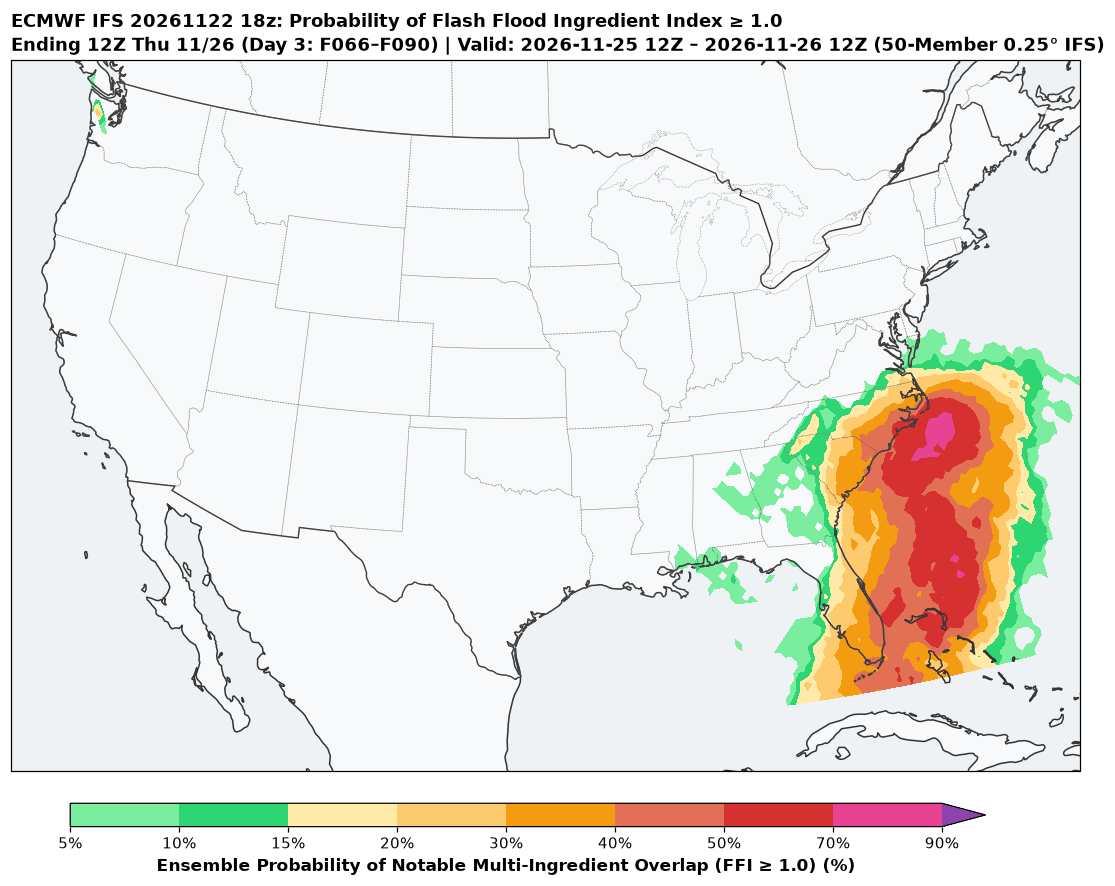 ECMWF IFS 20261122 18z: Probability of Flash Flood Ingredient Index ≥ 1.0
Ending 12Z Thu 11/26 (Day 3: F066–F090) | Valid: 2026-11-25 12Z – 2026-11-26 12Z (50-Member 0.25° IFS)
5% 10% 15% 20% 30% 40% 50% 70% 90%
Ensemble Probability of Notable Multi-Ingredient Overlap (FFI ≥ 1.0) (%)